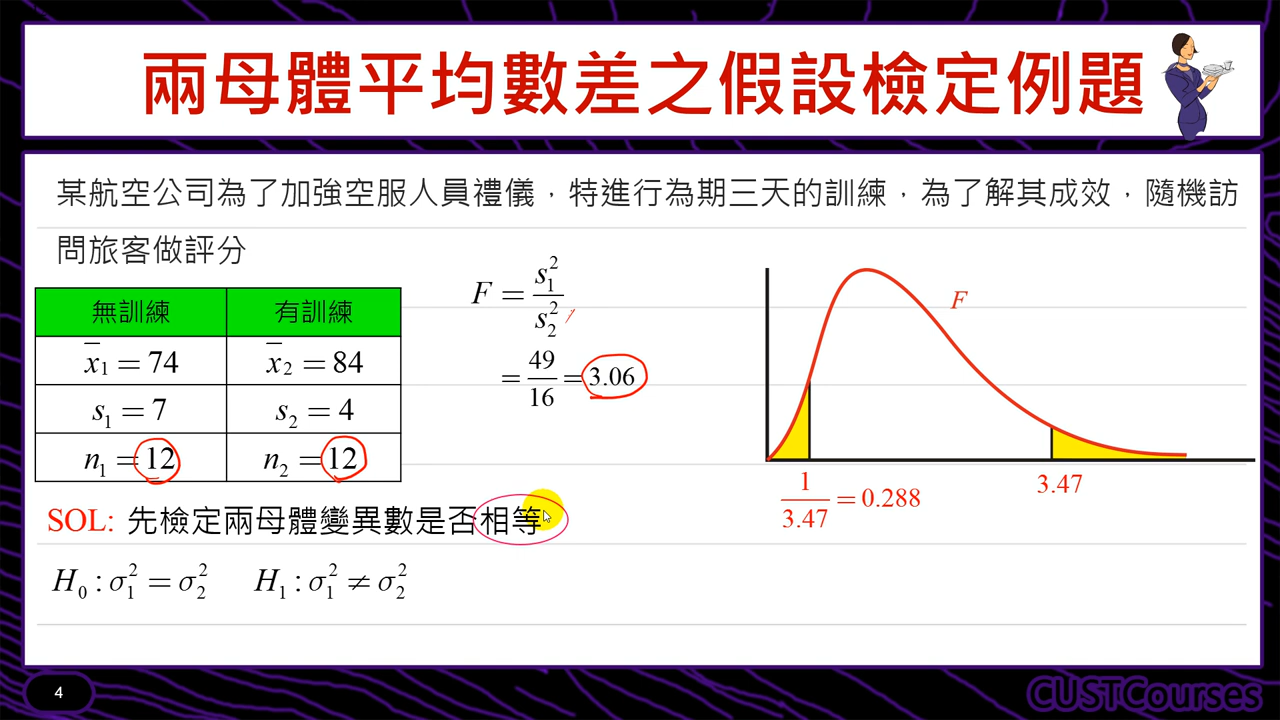 兩母體平均數差之假設檢定例題
某航空公司為了加強空服人員禮儀，特進行為期三天的訓練，為了解其成效，隨機訪
問旅客做評分
無訓練 有訓練
x̄₁ = 74 x̄₂ = 84
s₁ = 7 s₂ = 4
n₁ = 12 n₂ = 12
F = s₁² / s₂²
= 49/16 = 3.06
F
1/3.47 = 0.288
3.47
SOL: 先檢定兩母體變異數是否相等
H₀ : σ₁² = σ₂² H₁ : σ₁² ≠ σ₂²
4
CUSTCourses